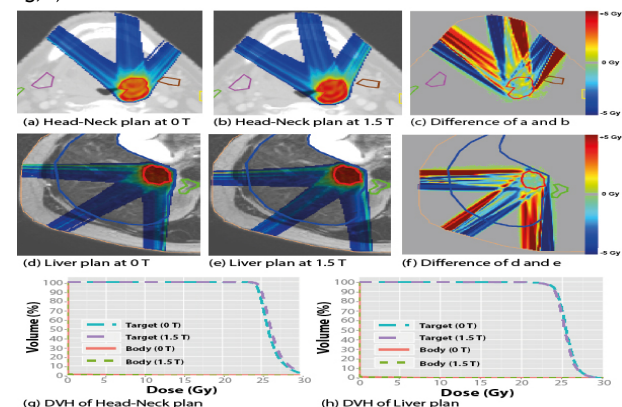 +5 Gy
0 Gy
-5 Gy
(a) Head-Neck plan at 0 T
(b) Head-Neck plan at 1.5 T
(c) Difference of a and b
+5 Gy
0 Gy
-5 Gy
(d) Liver plan at 0 T
(e) Liver plan at 1.5 T
(f) Difference of d and e
Volume (%)
100
90
80
70
60
50
40
30
20
10
0
Target (0 T)
Target (1.5 T)
Body (0 T)
Body (1.5 T)
0 5 10 15 20 25 30
Dose (Gy)
(g) DVH of Head-Neck plan
Volume (%)
100
90
80
70
60
50
40
30
20
10
0
Target (0 T)
Target (1.5 T)
Body (0 T)
Body (1.5 T)
0 5 10 15 20 25 30
Dose (Gy)
(h) DVH of Liver plan